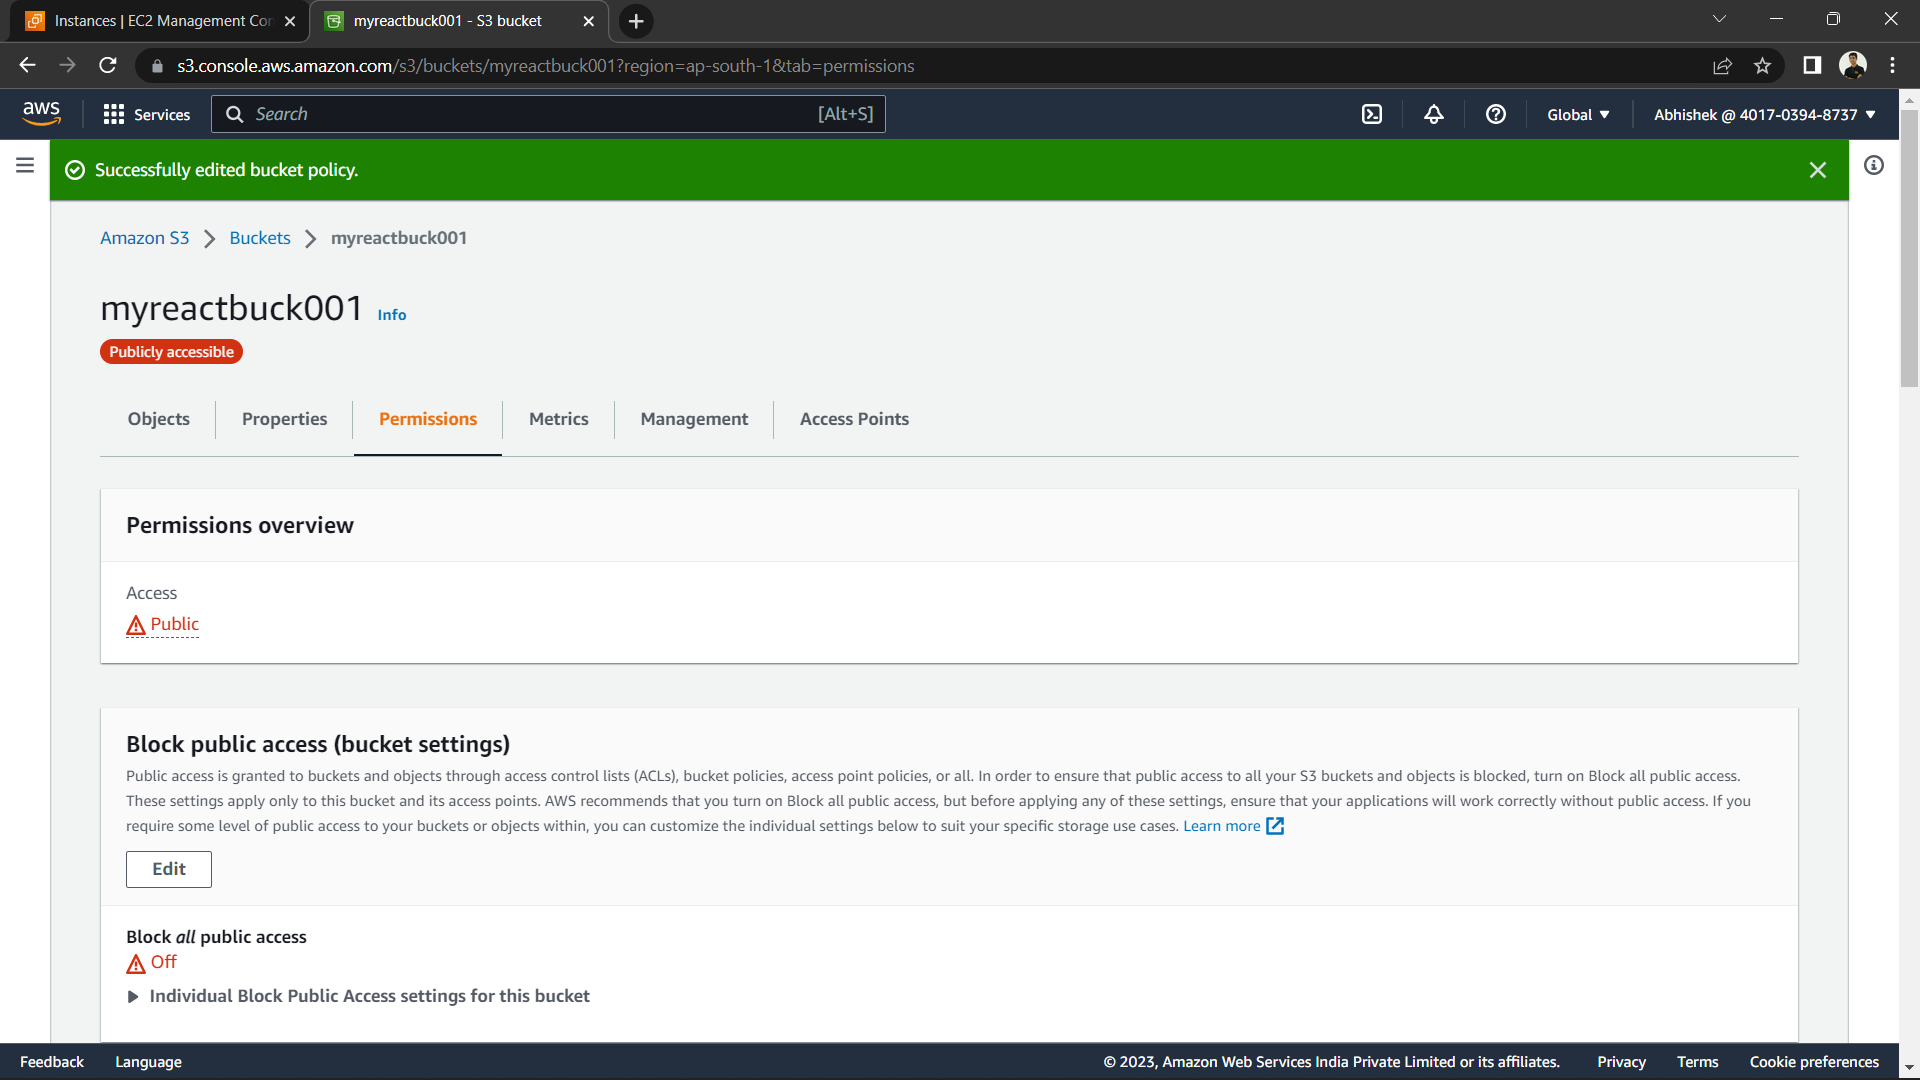 Instances | EC2 Management Con
myreactbuck001 - S3 bucket
s3.console.aws.amazon.com/s3/buckets/myreactbuck001?region=ap-south-1&tab=permissions
aws
Services
Search
[Alt+S]
Global
Abhishek @ 4017-0394-8737
Successfully edited bucket policy.
Amazon S3
Buckets
myreactbuck001
myreactbuck001 Info
Publicly accessible
Objects
Properties
Permissions
Metrics
Management
Access Points
Permissions overview
Access
Public
Block public access (bucket settings)
Public access is granted to buckets and objects through access control lists (ACLs), bucket policies, access point policies, or all. In order to ensure that public access to all your S3 buckets and objects is blocked, turn on Block all public access.
These settings apply only to this bucket and its access points. AWS recommends that you turn on Block all public access, but before applying any of these settings, ensure that your applications will work correctly without public access. If you
require some level of public access to your buckets or objects within, you can customize the individual settings below to suit your specific storage use cases. Learn more
Edit
Block all public access
Off
Individual Block Public Access settings for this bucket
Feedback
Language
© 2023, Amazon Web Services India Private Limited or its affiliates.
Privacy
Terms
Cookie preferences